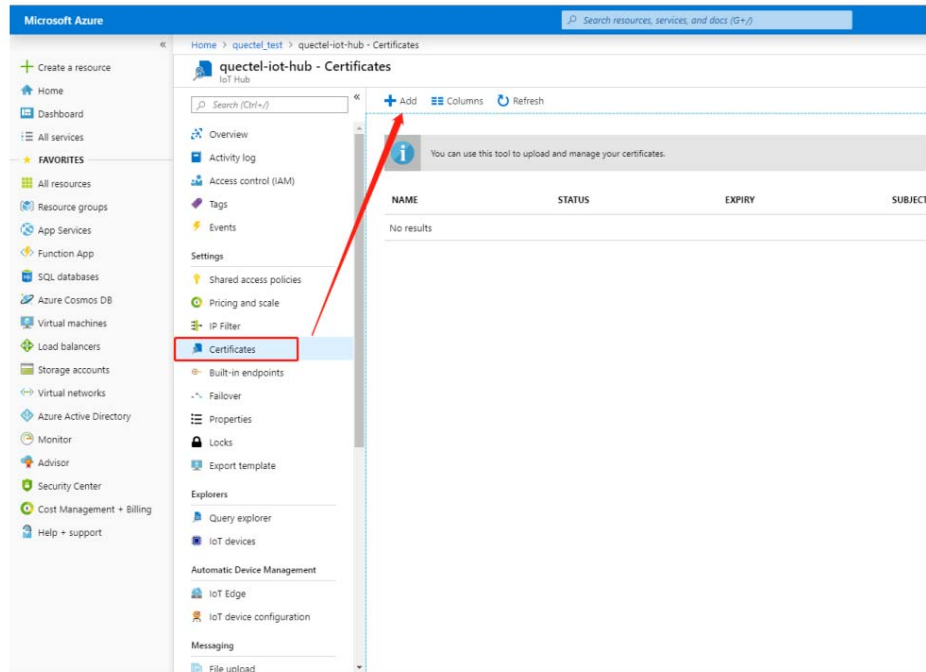 Microsoft Azure
Search resources, services, and docs (G+/)
Home > quectel_test > quectel-iot-hub - Certificates
quectel-iot-hub - Certificates
IoT Hub
Create a resource
Home
Dashboard
All services
FAVORITES
All resources
Resource groups
App Services
Function App
SQL databases
Azure Cosmos DB
Virtual machines
Load balancers
Storage accounts
Virtual networks
Azure Active Directory
Monitor
Advisor
Security Center
Cost Management + Billing
Help + support
Search (Ctrl+/)
Overview
Activity log
Access control (IAM)
Tags
Events
Settings
Shared access policies
Pricing and scale
IP Filter
Certificates
Built-in endpoints
Failover
Properties
Locks
Export template
Explorers
Query explorer
IoT devices
Automatic Device Management
IoT Edge
IoT device configuration
Messaging
File upload
Add Columns Refresh
You can use this tool to upload and manage your certificates.
NAME STATUS EXPIRY SUBJECT
No results